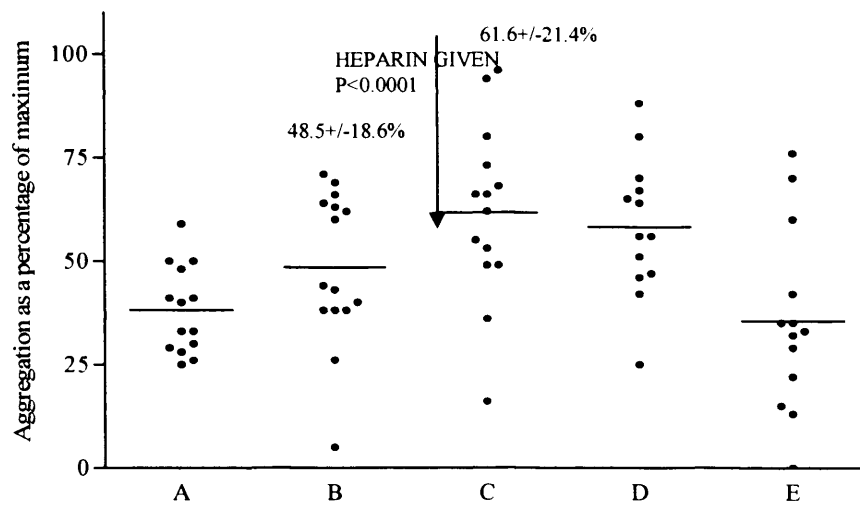 61.6+/-21.4%
100
HEPARIN GIVEN
P<0.0001
48.5+/-18.6%
75
50
25
0
Aggregation as a percentage of maximum
A B C D E